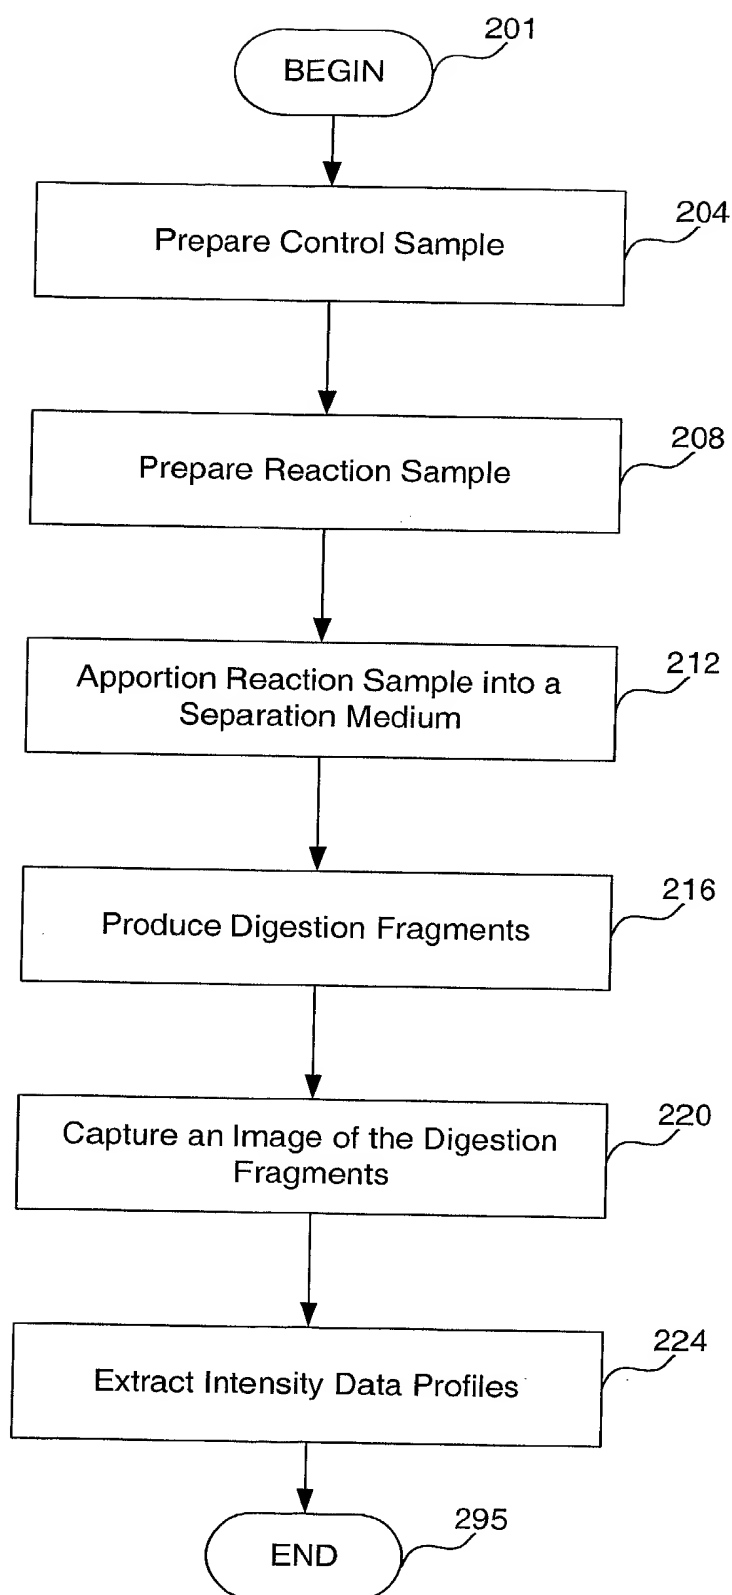 201
BEGIN
204
Prepare Control Sample
208
Prepare Reaction Sample
212
Apportion Reaction Sample into a
Separation Medium
216
Produce Digestion Fragments
220
Capture an Image of the Digestion
Fragments
224
Extract Intensity Data Profiles
295
END